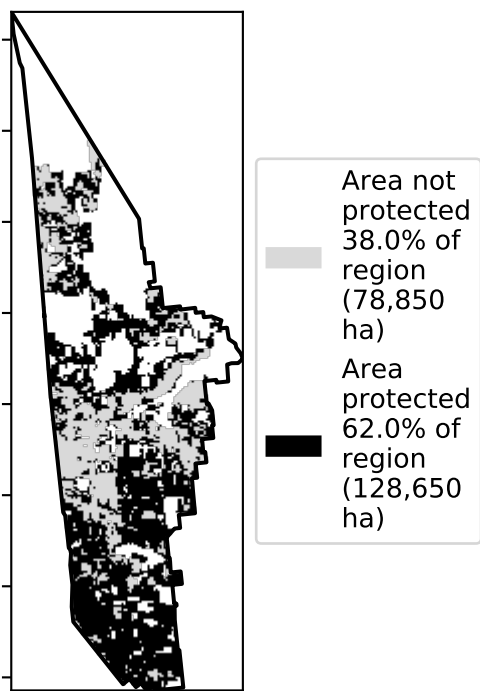 Area not
protected
38.0% of
region
(78,850
ha)
Area
protected
62.0% of
region
(128,650
ha)